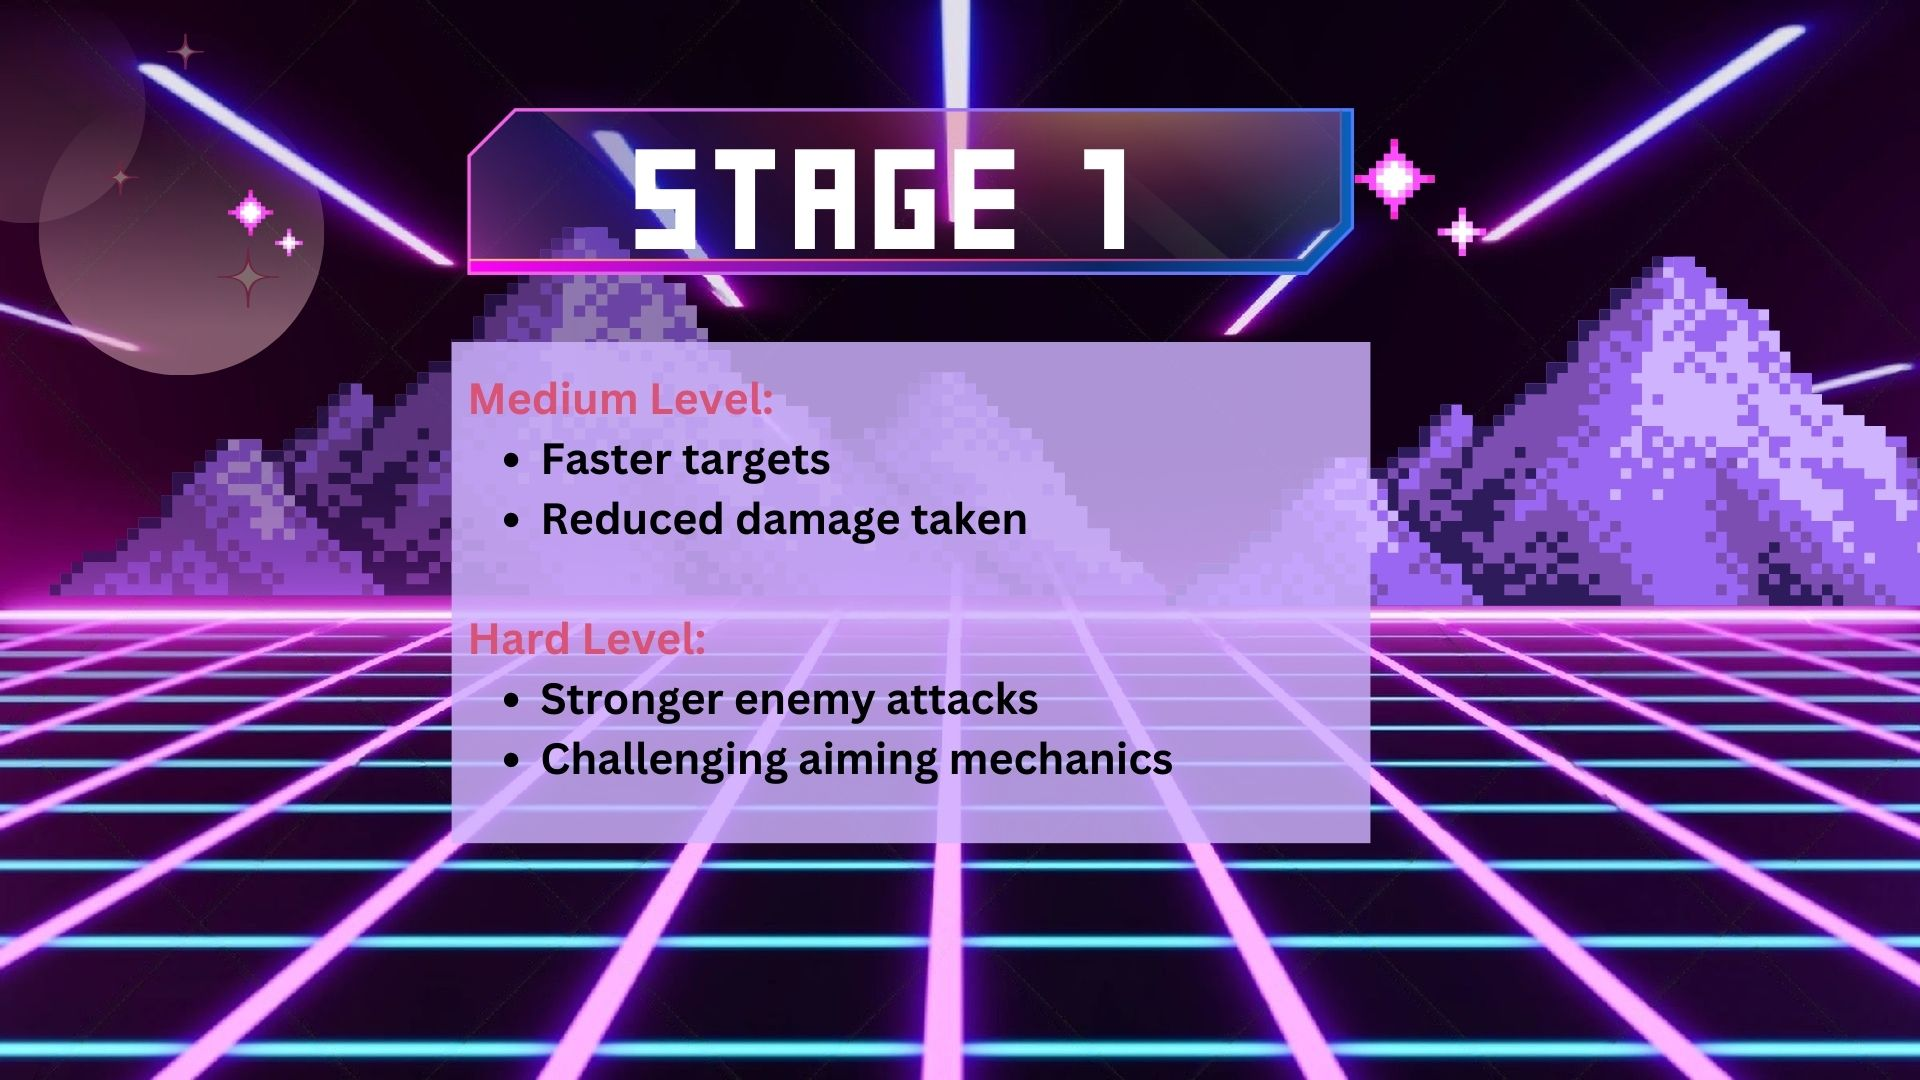 STAGE 1
Medium Level:
• Faster targets
• Reduced damage taken
Hard Level:
• Stronger enemy attacks
• Challenging aiming mechanics